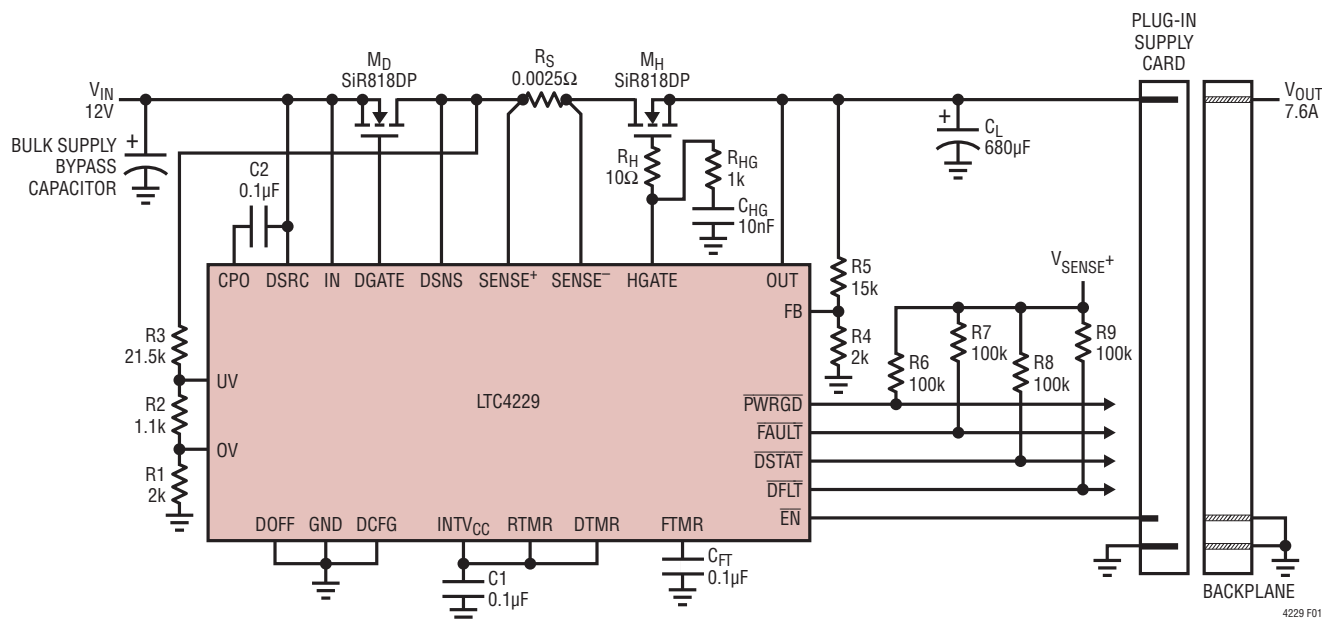 PLUG-IN
SUPPLY
CARD
MD
SiR818DP
RS
0.0025Ω
MH
SiR818DP
VIN
12V
VOUT
7.6A
BULK SUPPLY
BYPASS
CAPACITOR
+
C2
0.1µF
RH
10Ω
RHG
1k
CHG
10nF
+
CL
680µF
CPO
DSRC
IN
DGATE
DSNS
SENSE+
SENSE–
HGATE
OUT
FB
R5
15k
R4
2k
VSENSE+
R6
100k
R7
100k
R8
100k
R9
100k
R3
21.5k
UV
R2
1.1k
OV
R1
2k
LTC4229
PWRGD
FAULT
DSTAT
DFLT
EN
DOFF
GND
DCFG
INTVCC
RTMR
DTMR
FTMR
C1
0.1µF
CFT
0.1µF
BACKPLANE
4229 F01